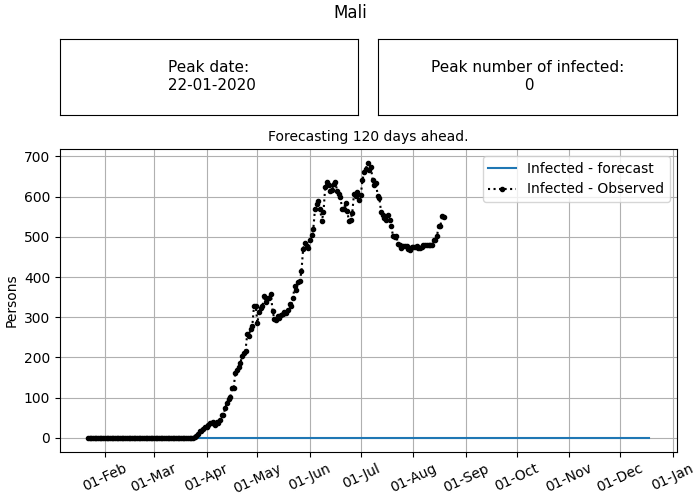 Mali
Peak date:
22-01-2020
Peak number of infected:
0
Forecasting 120 days ahead.
Infected - forecast
Infected - Observed
Persons
700
600
500
400
300
200
100
0
01-Feb
01-Mar
01-Apr
01-May
01-Jun
01-Jul
01-Aug
01-Sep
01-Oct
01-Nov
01-Dec
01-Jan